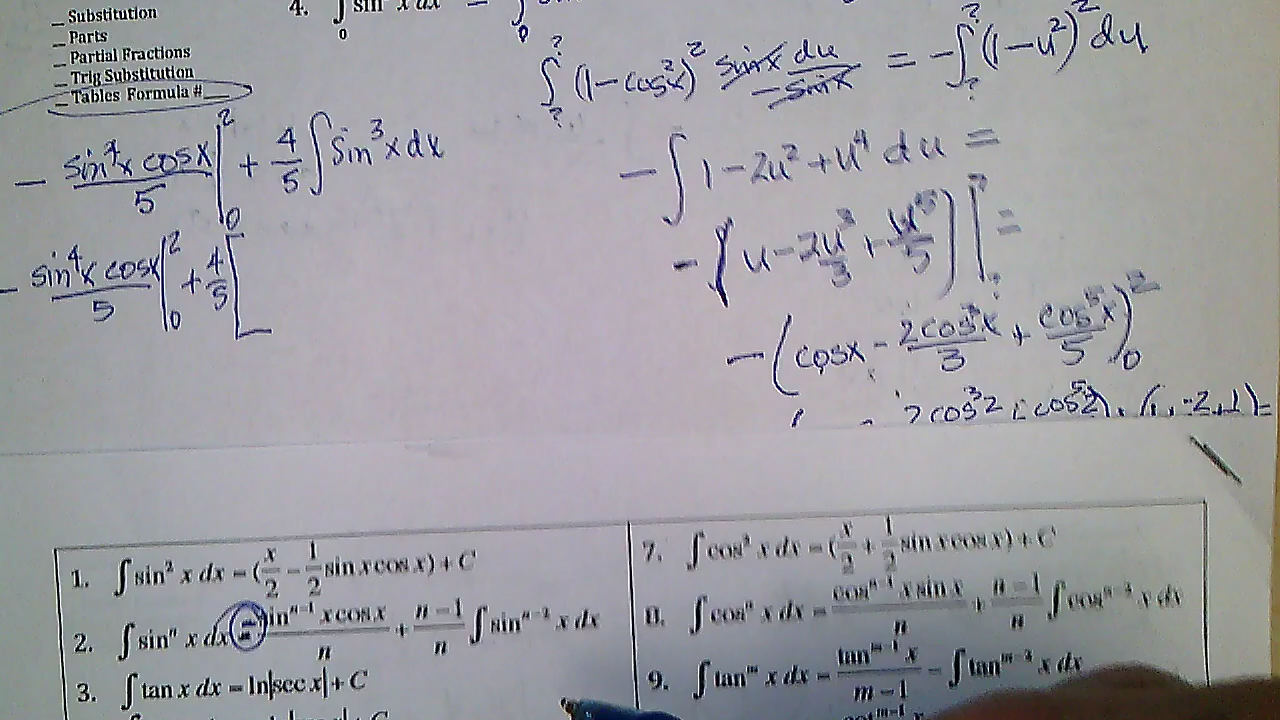 _ Substitution
_ Parts
_ Partial Fractions
_ Trig Substitution
_ Tables Formula #___
4. ∫₀ sin x dx = ∫₀
∫_?^? (1-cos²x)² sinx du/-sinx = -∫_?^? (1-u²)² du
- sin⁴x cosx/5 |₀² + 4/5 ∫ sin³x dx
-∫ 1-2u²+u⁴ du =
-(u - 2u³/3 + u⁵/5)|_?^? =
- sin⁴x cosx/5 |₀² + 4/5 [
-(cosx - 2cos³x/3 + cos⁵x/5)₀²
2cos³2 + cos⁵2
1. ∫ sin² x dx = (x/2 - 1/2 sin x cos x) + C
2. ∫ sinⁿ x dx = - sinⁿ⁻¹ x cos x/n + n-1/n ∫ sinⁿ⁻² x dx
3. ∫ tan x dx = ln|sec x| + C
7. ∫ cos² x dx = (x/2 + 1/2 sin x cos x) + C
8. ∫ cosⁿ x dx = cosⁿ⁻¹ x sin x/n + n-1/n ∫ cosⁿ⁻² x dx
9. ∫ tanᵐ x dx = tanᵐ⁻¹ x/m-1 - ∫ tanᵐ⁻² x dx